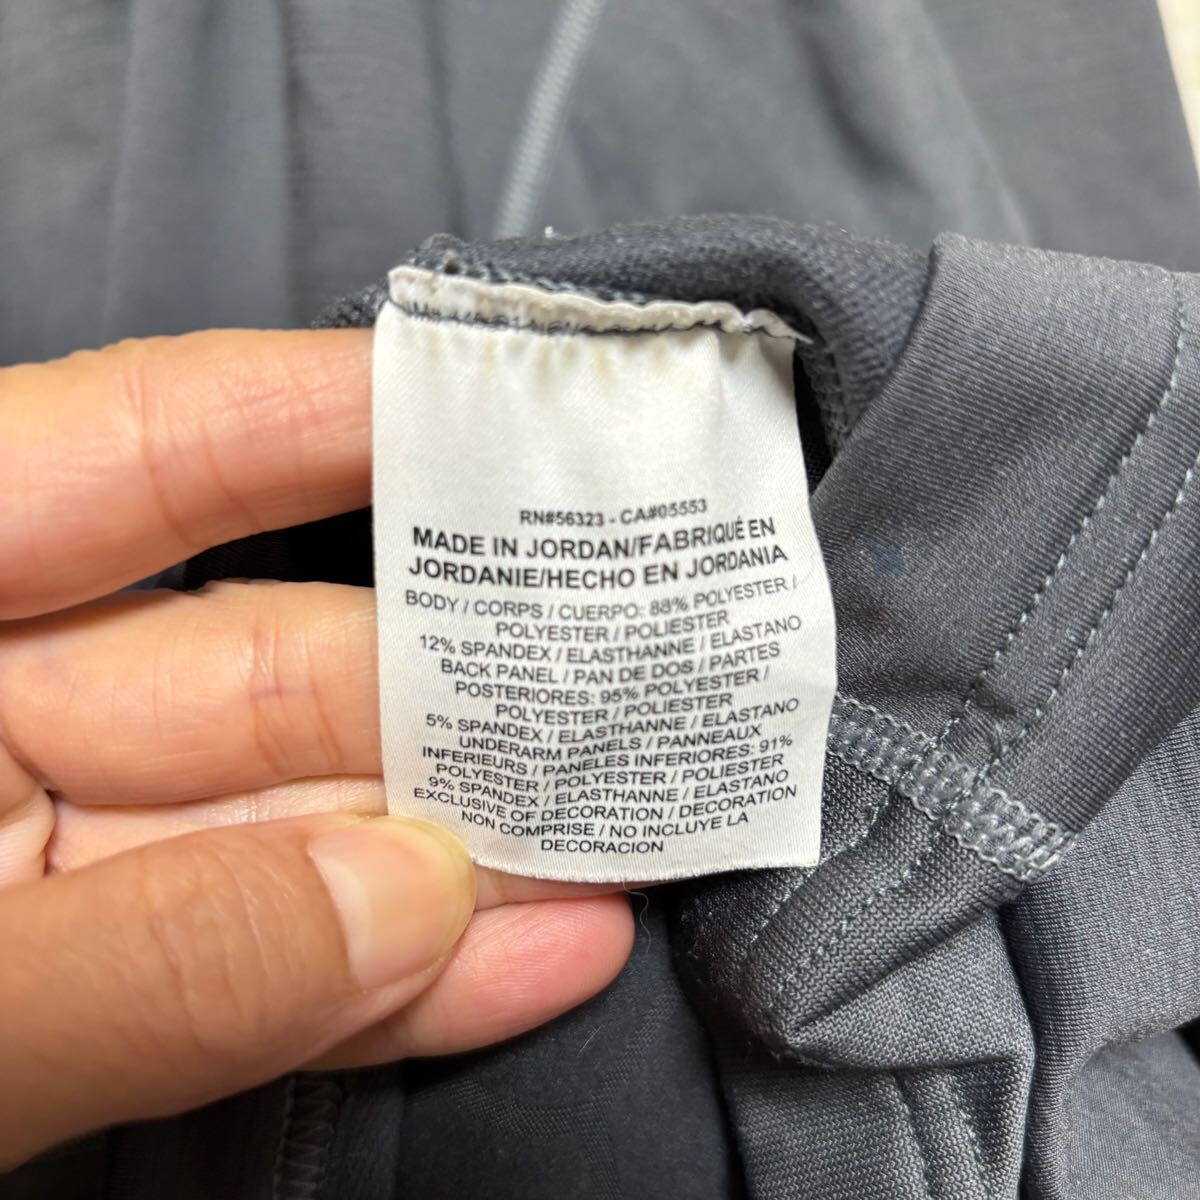 RN#56323 - CA#05553
MADE IN JORDAN/FABRIQUÉ EN
JORDANIE/HECHO EN JORDANIA
BODY / CORPS / CUERPO: 88% POLYESTER /
POLYESTER / POLIESTER
12% SPANDEX / ELASTHANNE / ELASTANO
BACK PANEL / PAN DE DOS / PARTES
POSTERIORES: 95% POLYESTER /
POLYESTER / POLIESTER
5% SPANDEX / ELASTHANNE / ELASTANO
UNDERARM PANELS / PANNEAUX
INFERIEURS / PANELES INFERIORES: 91%
POLYESTER / POLYESTER / POLIESTER
9% SPANDEX / ELASTHANNE / ELASTANO
EXCLUSIVE OF DECORATION / DECORATION
NON COMPRISE / NO INCLUYE LA
DECORACION